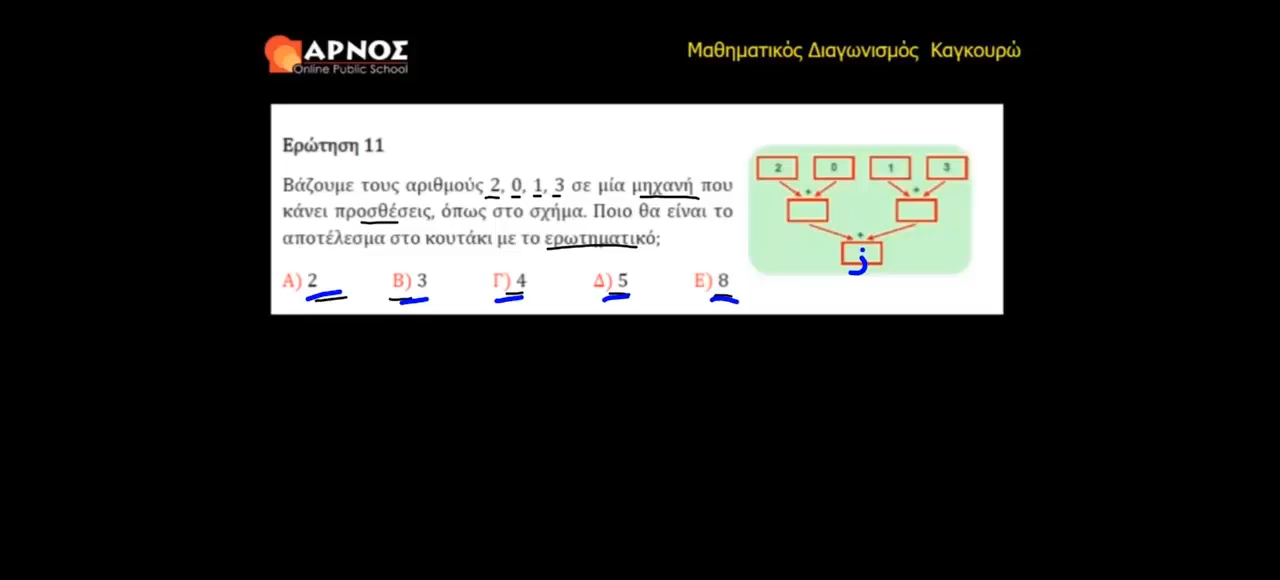 ΑΡΝΟΣ
Online Public School
Μαθηματικός Διαγωνισμός Καγκουρώ
Ερώτηση 11
Βάζουμε τους αριθμούς 2, 0, 1, 3 σε μία μηχανή που
κάνει προσθέσεις, όπως στο σχήμα. Ποιο θα είναι το
αποτέλεσμα στο κουτάκι με το ερωτηματικό;
Α) 2 Β) 3 Γ) 4 Δ) 5 Ε) 8
2 0 1 3
+ +
+
;